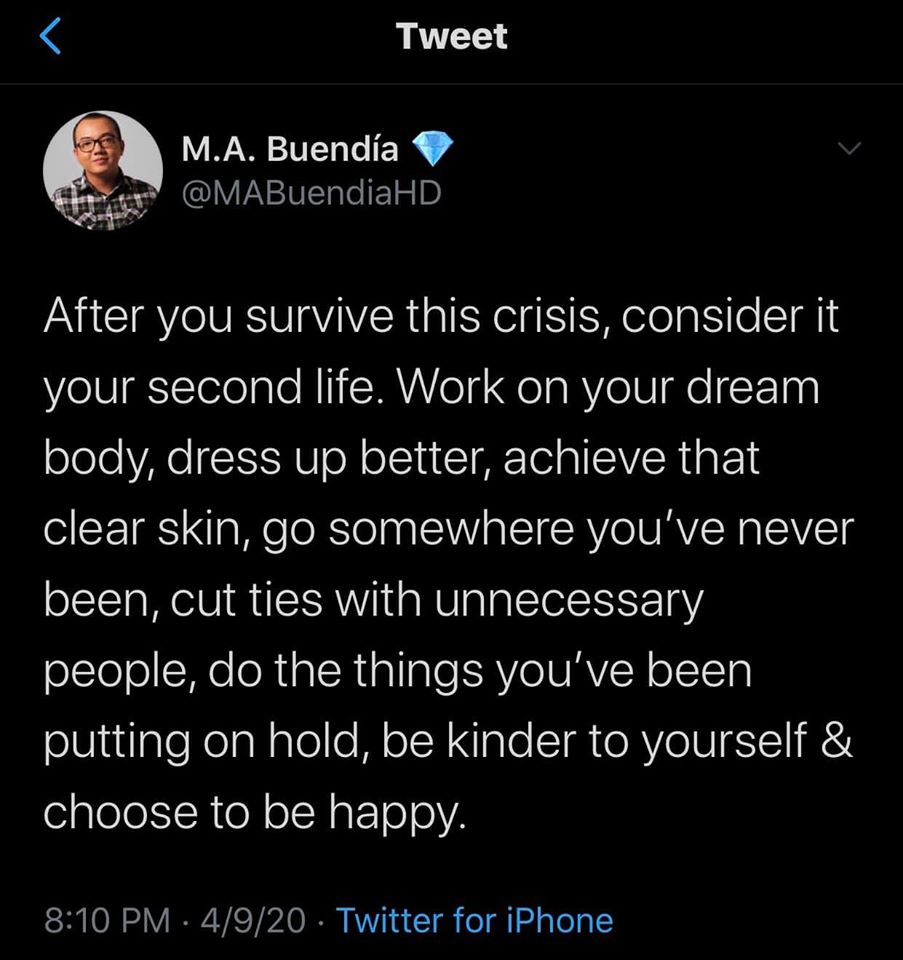 Tweet
M.A. Buendía 💎
@MABuendiaHD
After you survive this crisis, consider it
your second life. Work on your dream
body, dress up better, achieve that
clear skin, go somewhere you’ve never
been, cut ties with unnecessary
people, do the things you’ve been
putting on hold, be kinder to yourself &
choose to be happy.
8:10 PM · 4/9/20 · Twitter for iPhone